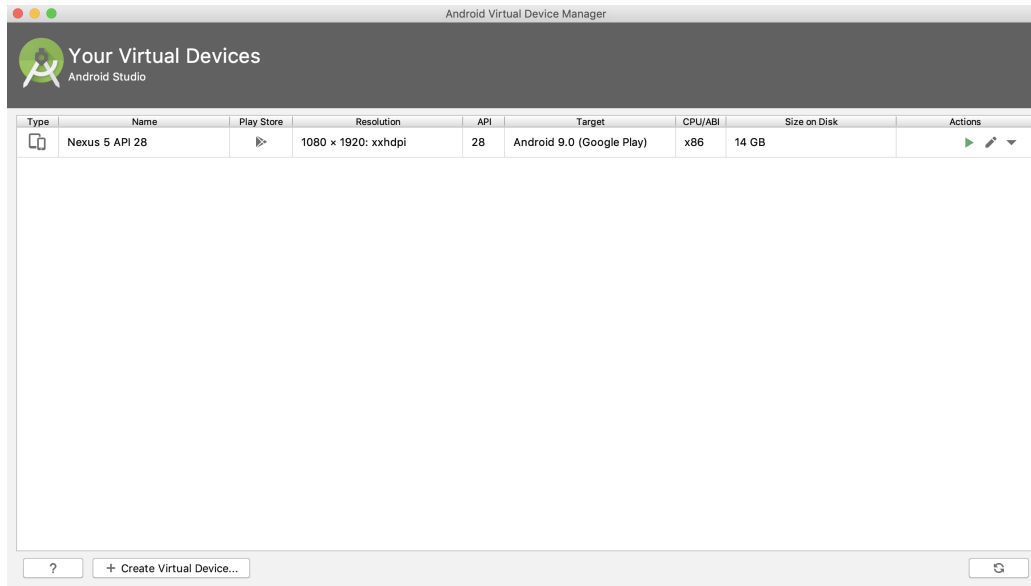 Android Virtual Device Manager
Your Virtual Devices
Android Studio
Type Name Play Store Resolution API Target CPU/ABI Size on Disk Actions
Nexus 5 API 28 1080 × 1920: xxhdpi 28 Android 9.0 (Google Play) x86 14 GB
? + Create Virtual Device...